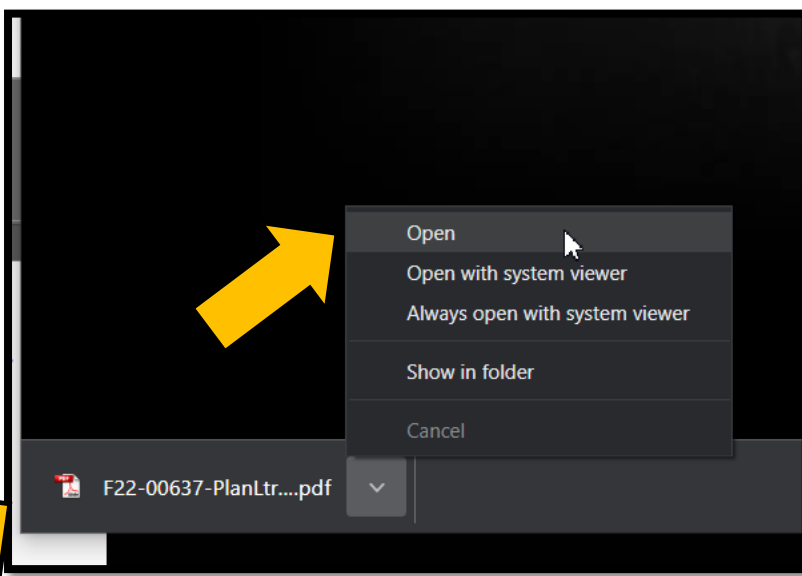 Open
Open with system viewer
Always open with system viewer
Show in folder
Cancel
F22-00637-PlanLtr....pdf